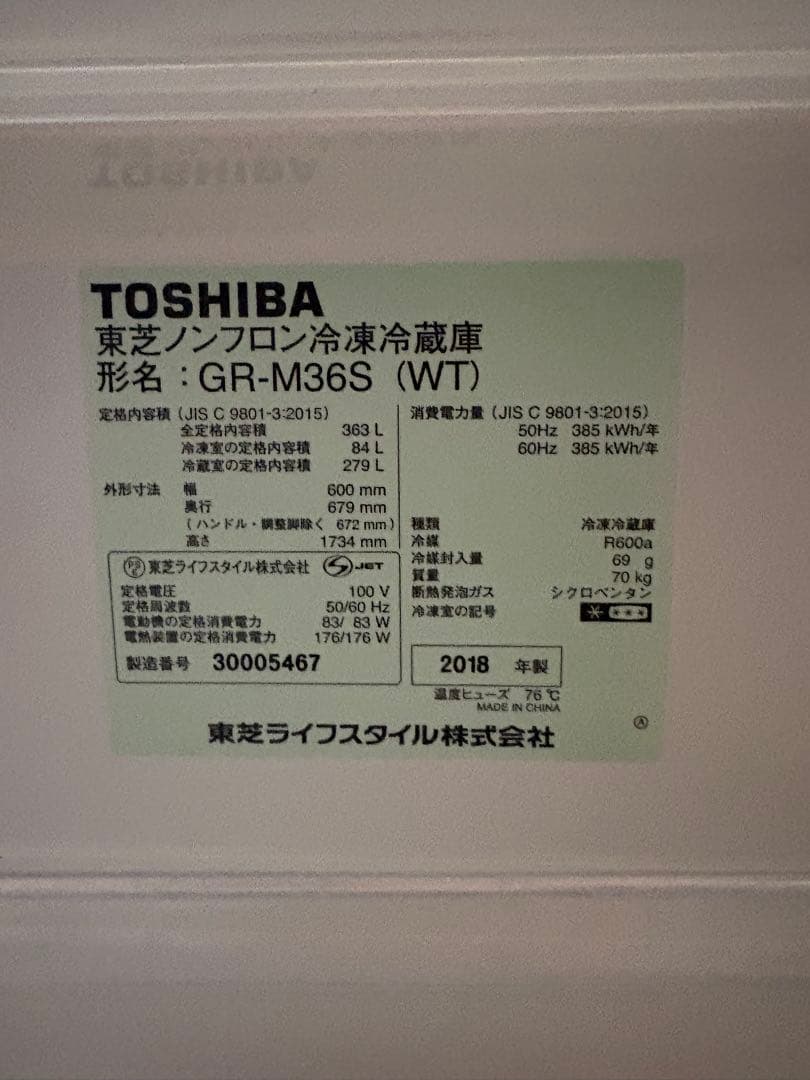 TOSHIBA
東芝ノンフロン冷凍冷蔵庫
形名：GR-M36S（WT）
定格内容積（JIS C 9801-3:2015）
全定格内容積 363 L
冷凍室の定格内容積 84 L
冷蔵室の定格内容積 279 L
外形寸法 幅 600 mm
奥行 679 mm
（ハンドル・調整脚除く 672 mm）
高さ 1734 mm
消費電力量（JIS C 9801-3:2015）
50Hz 385 kWh/年
60Hz 385 kWh/年
種類 冷凍冷蔵庫
冷媒 R600a
冷媒封入量 69 g
質量 70 kg
断熱発泡ガス シクロペンタン
冷凍室の記号
PSE 東芝ライフスタイル株式会社 JET
定格電圧 100 V
定格周波数 50/60 Hz
電動機の定格消費電力 83/ 83 W
電熱装置の定格消費電力 176/176 W
製造番号 30005467
2018 年製
温度ヒューズ 76℃
MADE IN CHINA
東芝ライフスタイル株式会社
Ⓐ